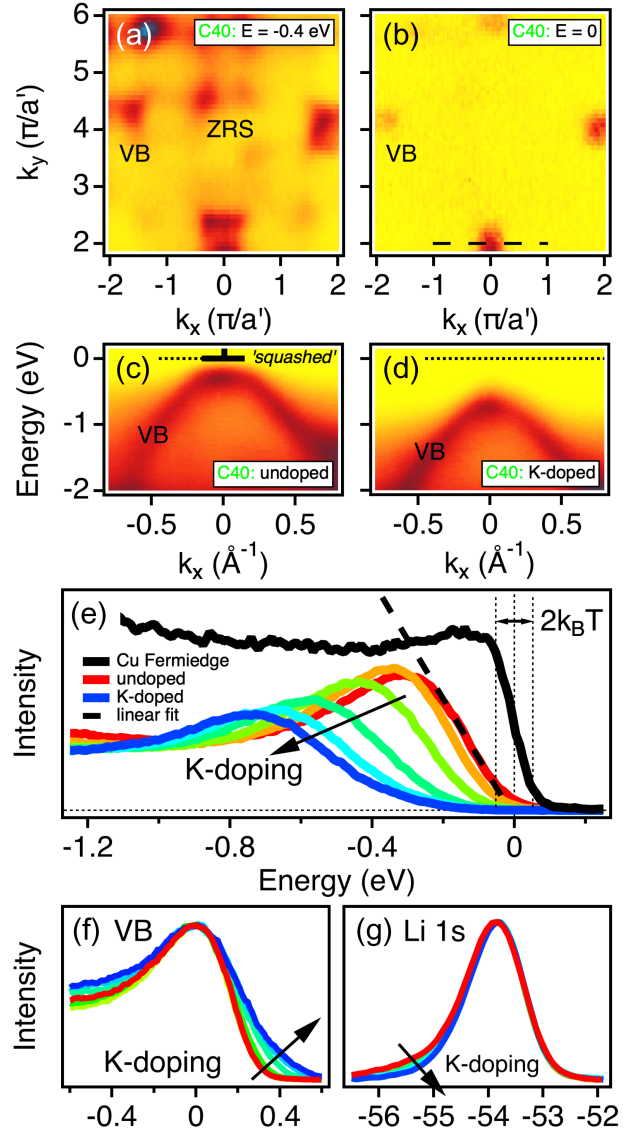 (a)
C40: E = -0.4 eV
(b)
C40: E = 0
6
5
4
3
2
k_y (π/a')
VB
ZRS
VB
-2 -1 0 1 2
-2 -1 0 1 2
k_x (π/a')
k_x (π/a')
0
-1
-2
Energy (eV)
(c)
'squashed'
VB
C40: undoped
(d)
VB
C40: K-doped
-0.5 0 0.5
-0.5 0 0.5
k_x (Å⁻¹)
k_x (Å⁻¹)
(e)
2k_BT
Cu Fermiedge
undoped
K-doped
linear fit
K-doping
Intensity
-1.2 -0.8 -0.4 0
Energy (eV)
(f) VB
K-doping
Intensity
-0.4 0 0.4
(g) Li 1s
K-doping
-56 -55 -54 -53 -52